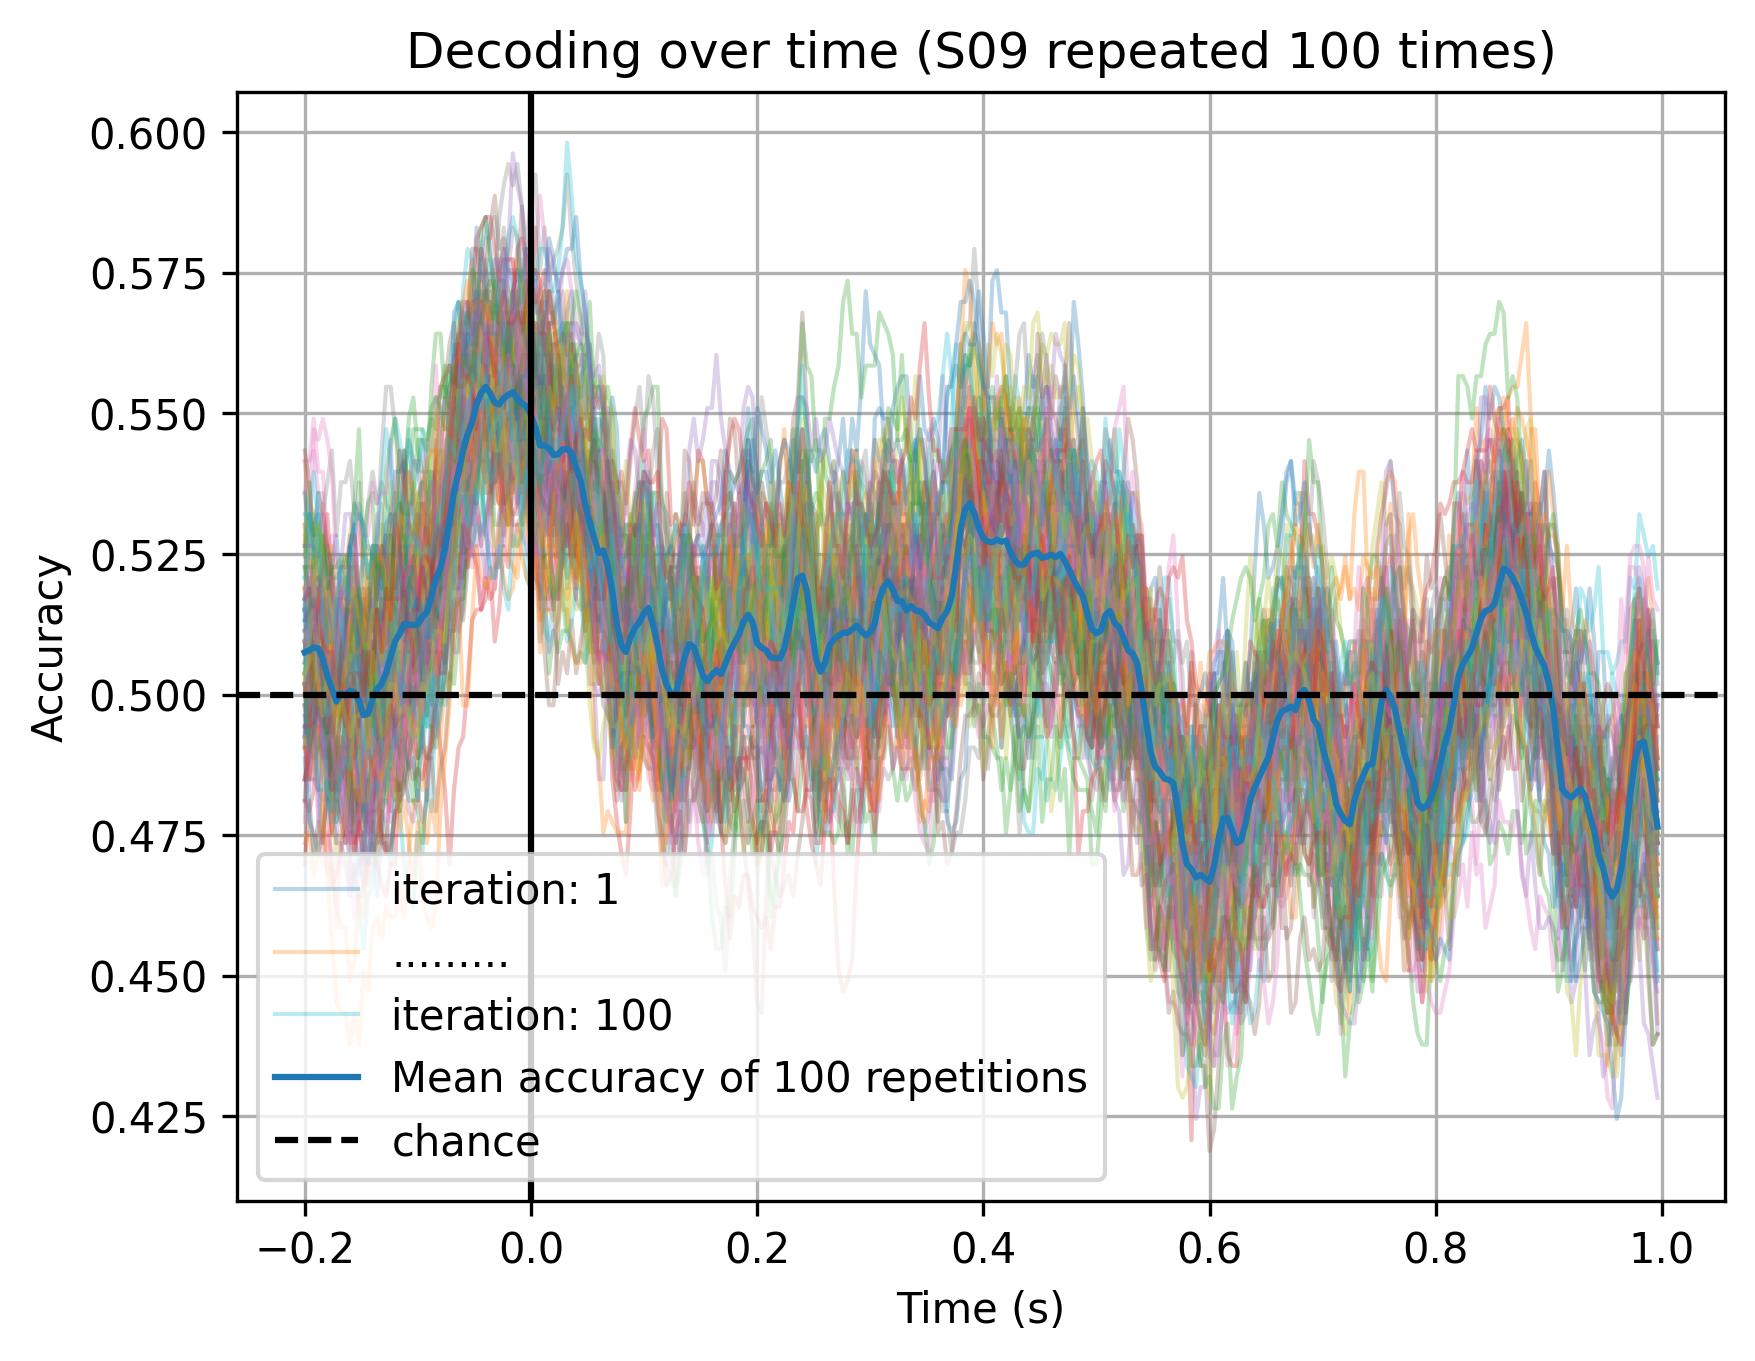 Decoding over time (S09 repeated 100 times)
Accuracy
0.600
0.575
0.550
0.525
0.500
0.475
0.450
0.425
iteration: 1
.........
iteration: 100
Mean accuracy of 100 repetitions
chance
−0.2 0.0 0.2 0.4 0.6 0.8 1.0
Time (s)